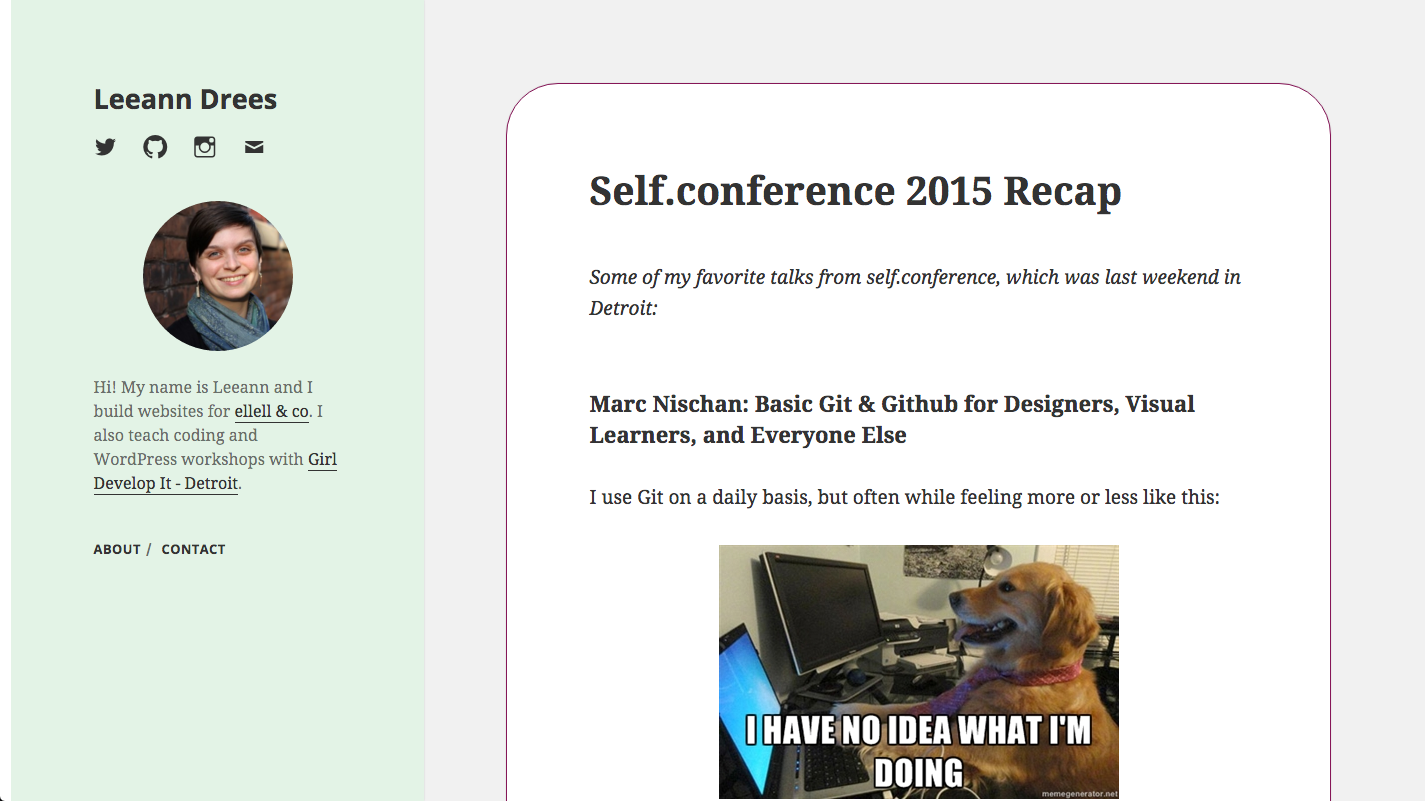 Leeann Drees
Hi! My name is Leeann and I
build websites for ellell & co. I
also teach coding and
WordPress workshops with Girl
Develop It - Detroit.
ABOUT / CONTACT
Self.conference 2015 Recap
Some of my favorite talks from self.conference, which was last weekend in
Detroit:
Marc Nischan: Basic Git & Github for Designers, Visual
Learners, and Everyone Else
I use Git on a daily basis, but often while feeling more or less like this:
I HAVE NO IDEA WHAT I'M
DOING
memegenerator.net